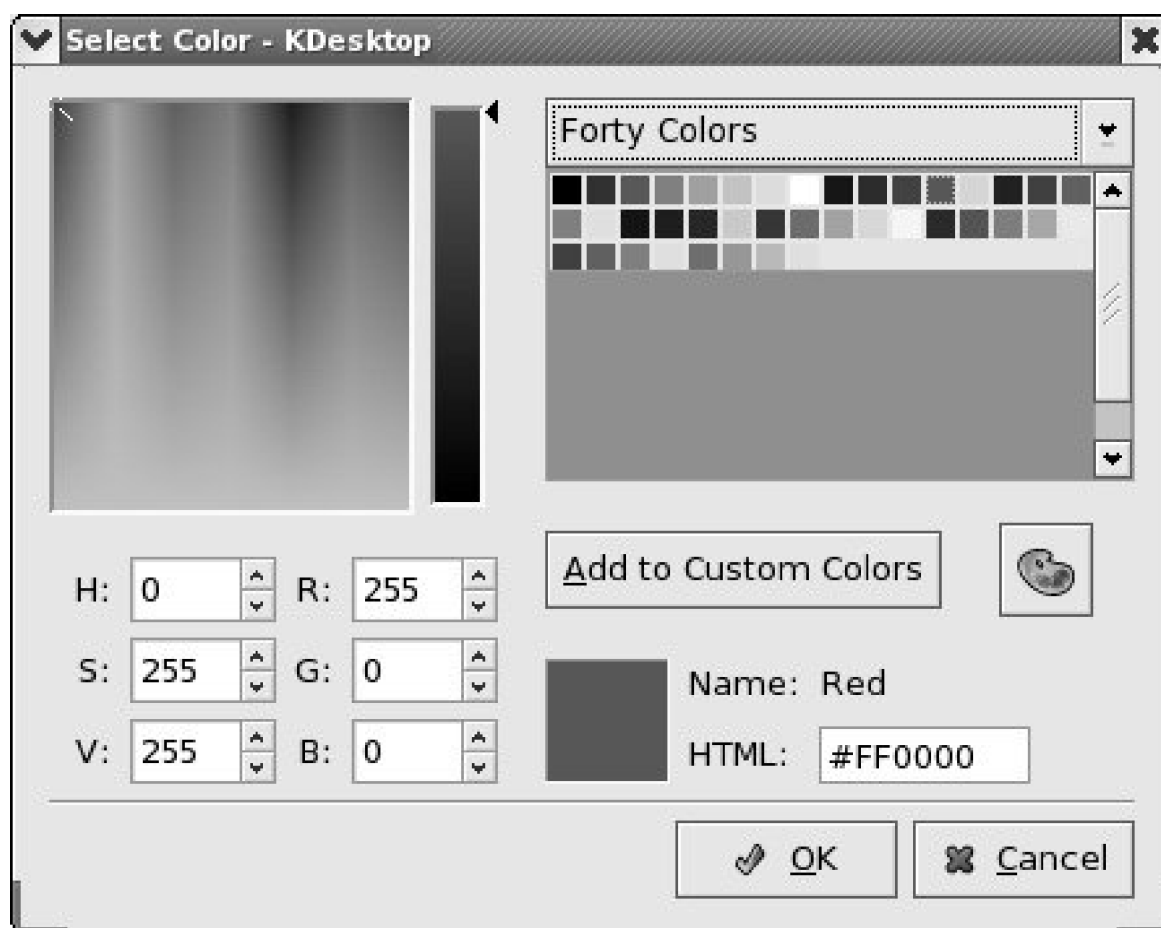 Select Color - KDesktop
Forty Colors
Add to Custom Colors
H: 0 R: 255
S: 255 G: 0
V: 255 B: 0
Name: Red
HTML: #FF0000
OK Cancel